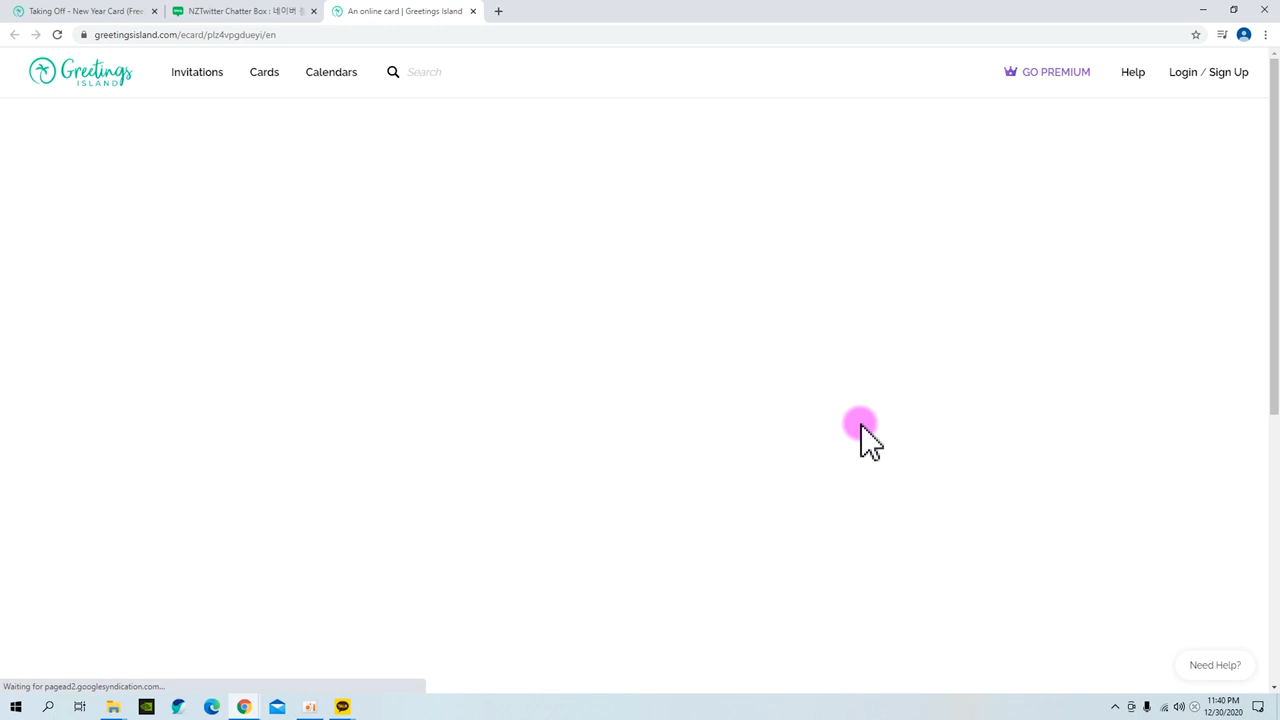 Taking Off - New Year Card (Free
NZTwitter Chatter Box : 네이버 블
An online card | Greetings Island
greetingsisland.com/ecard/plz4vpgdueyi/en
Greetings
ISLAND
Invitations
Cards
Calendars
Search
GO PREMIUM
Help
Login / Sign Up
Need Help?
Waiting for pagead2.googlesyndication.com...
11:40 PM
12/30/2020